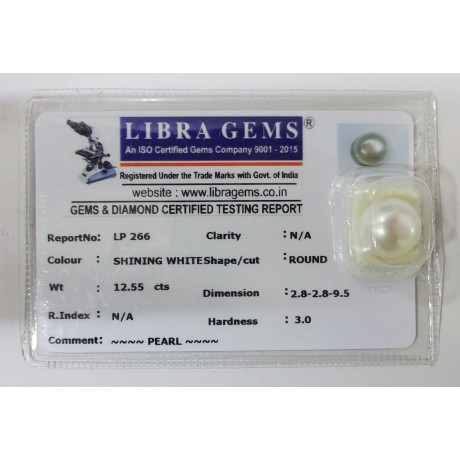 LIBRA GEMS®
An ISO Certified Gems Company 9001 - 2015
Registered Under the Trade Marks with Govt. of India
website : www.libragems.co.in
GEMS & DIAMOND CERTIFIED TESTING REPORT
ReportNo: LP 266 Clarity : N/A
Colour : SHINING WHITE Shape/cut : ROUND
Wt : 12.55 cts Dimension : 2.8-2.8-9.5
R.Index : N/A Hardness : 3.0
Comment: ~~~~ PEARL ~~~~